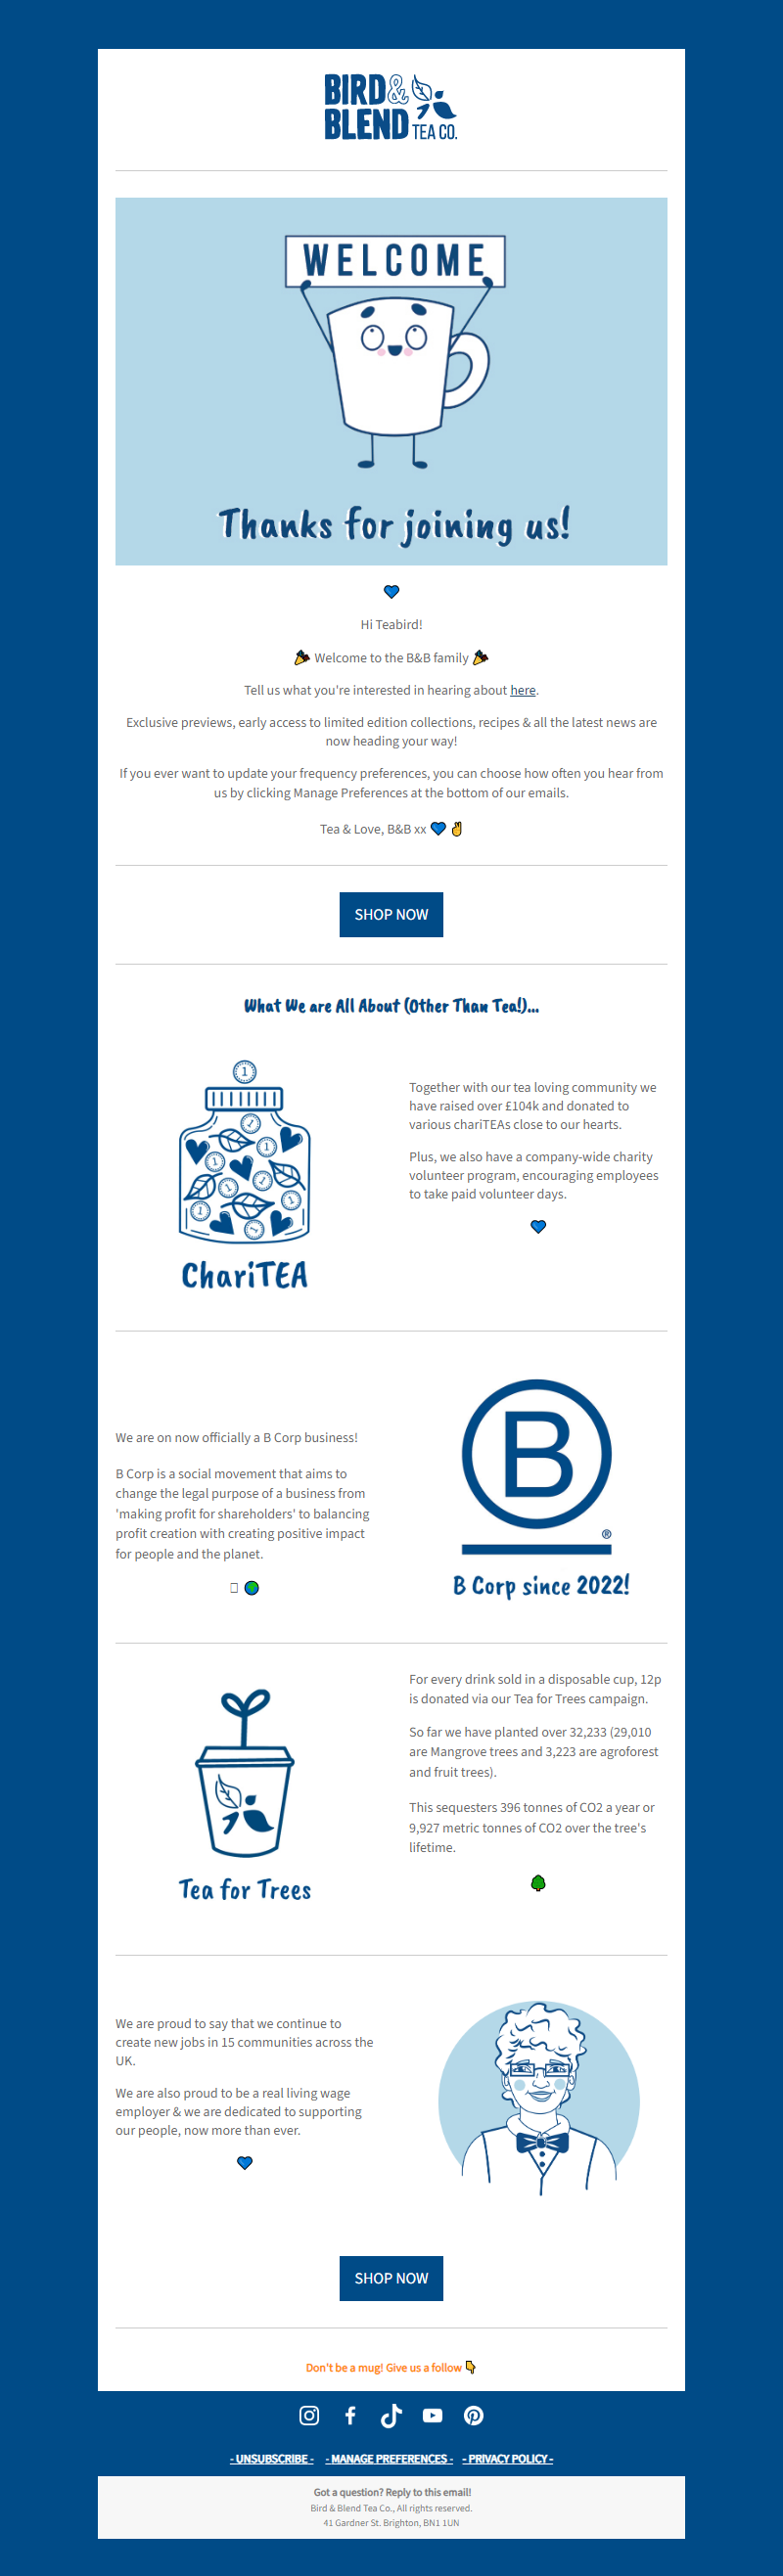 BIRD&
BLEND TEA CO.
WELCOME
Thanks for joining us!
💙
Hi Teabird!
🎉 Welcome to the B&B family 🎉
Tell us what you're interested in hearing about here.
Exclusive previews, early access to limited edition collections, recipes & all the latest news are
now heading your way!
If you ever want to update your frequency preferences, you can choose how often you hear from
us by clicking Manage Preferences at the bottom of our emails.
Tea & Love, B&B xx 💙 ✌
SHOP NOW
What We are All About (Other Than Tea!)...
1
1
1
1
1
1
1
1
1
1
ChariTEA
Together with our tea loving community we
have raised over £104k and donated to
various chariTEAs close to our hearts.
Plus, we also have a company-wide charity
volunteer program, encouraging employees
to take paid volunteer days.
💙
We are on now officially a B Corp business!
B Corp is a social movement that aims to
change the legal purpose of a business from
'making profit for shareholders' to balancing
profit creation with creating positive impact
for people and the planet.
B
®
B Corp since 2022!
Tea for Trees
For every drink sold in a disposable cup, 12p
is donated via our Tea for Trees campaign.
So far we have planted over 32,233 (29,010
are Mangrove trees and 3,223 are agroforest
and fruit trees).
This sequesters 396 tonnes of CO2 a year or
9,927 metric tonnes of CO2 over the tree's
lifetime.
🌳
We are proud to say that we continue to
create new jobs in 15 communities across the
UK.
We are also proud to be a real living wage
employer & we are dedicated to supporting
our people, now more than ever.
💙
SHOP NOW
Don't be a mug! Give us a follow 👇
- UNSUBSCRIBE - - MANAGE PREFERENCES - - PRIVACY POLICY -
Got a question? Reply to this email!
Bird & Blend Tea Co., All rights reserved.
41 Gardner St. Brighton, BN1 1UN